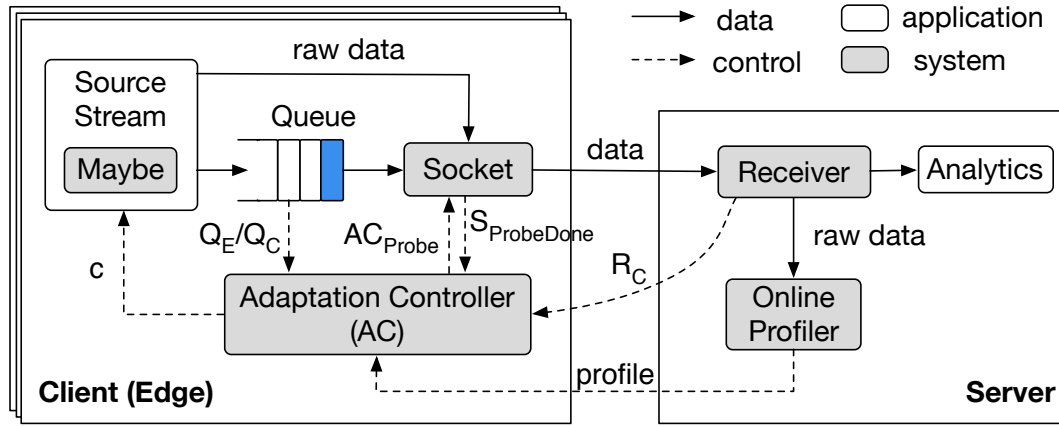 data
application
control
system
raw data
Source
Stream
Maybe
Queue
Socket
data
Receiver
Analytics
Q_E/Q_C
AC_Probe
S_ProbeDone
raw data
c
R_C
Adaptation Controller
(AC)
Online
Profiler
profile
Client (Edge)
Server